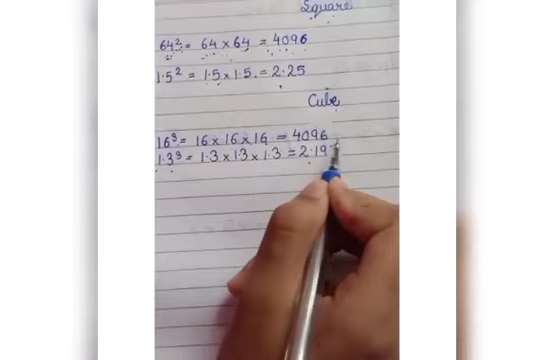 Square
64² = 64 × 64 = 4096
1.5² = 1.5 × 1.5 = 2.25
Cube
16³ = 16 × 16 × 16 = 4096
1.3³ = 1.3 × 1.3 × 1.3 = 2.19